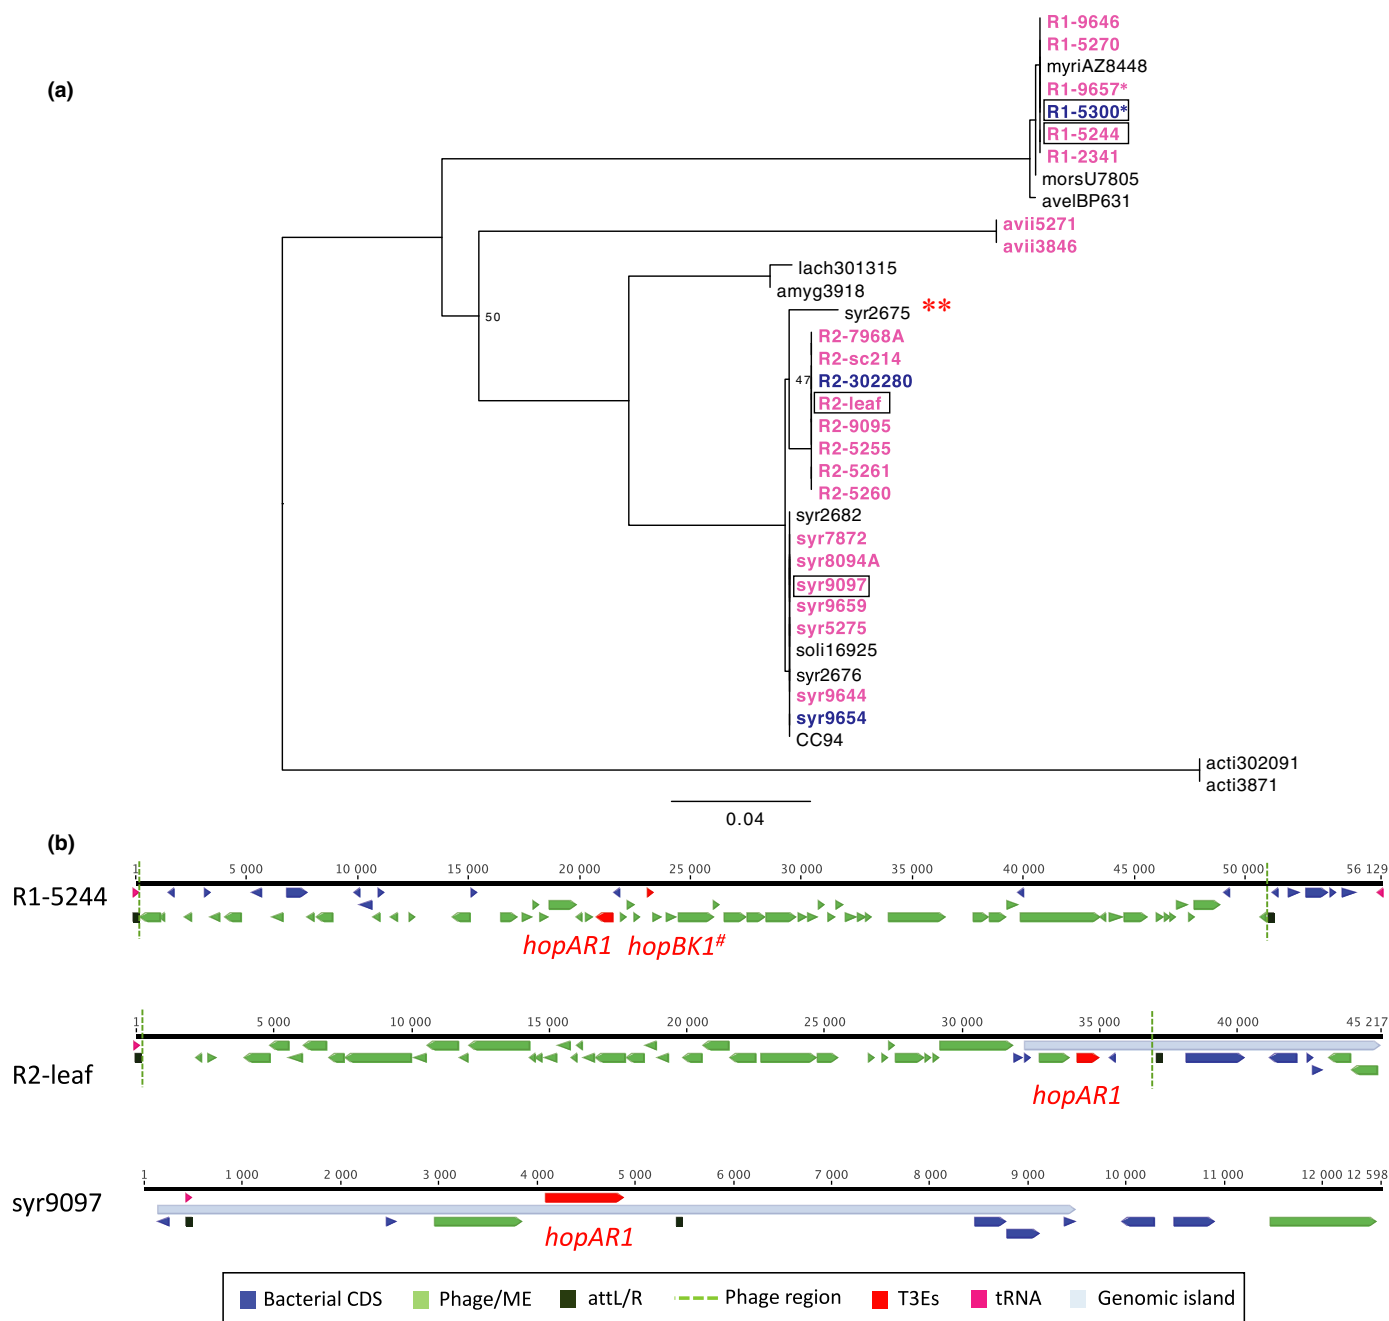 (a)
R1-9646
R1-5270
myriAZ8448
R1-9657*
R1-5300*
R1-5244
R1-2341
morsU7805
avelBP631
avii5271
avii3846
lach301315
amyg3918
syr2675 **
50
R2-7968A
R2-sc214
47
R2-302280
R2-leaf
R2-9095
R2-5255
R2-5261
R2-5260
syr2682
syr7872
syr8094A
syr9097
syr9659
syr5275
soli16925
syr2676
syr9644
syr9654
CC94
acti302091
acti3871
0.04
(b)
1 5 000 10 000 15 000 20 000 25 000 30 000 35 000 40 000 45 000 50 000 56 129
R1-5244
hopAR1 hopBK1#
1 5 000 10 000 15 000 20 000 25 000 30 000 35 000 40 000 45 217
R2-leaf
hopAR1
1 1 000 2 000 3 000 4 000 5 000 6 000 7 000 8 000 9 000 10 000 11 000 12 000 12 598
syr9097
hopAR1
Bacterial CDS Phage/ME attL/R Phage region T3Es tRNA Genomic island